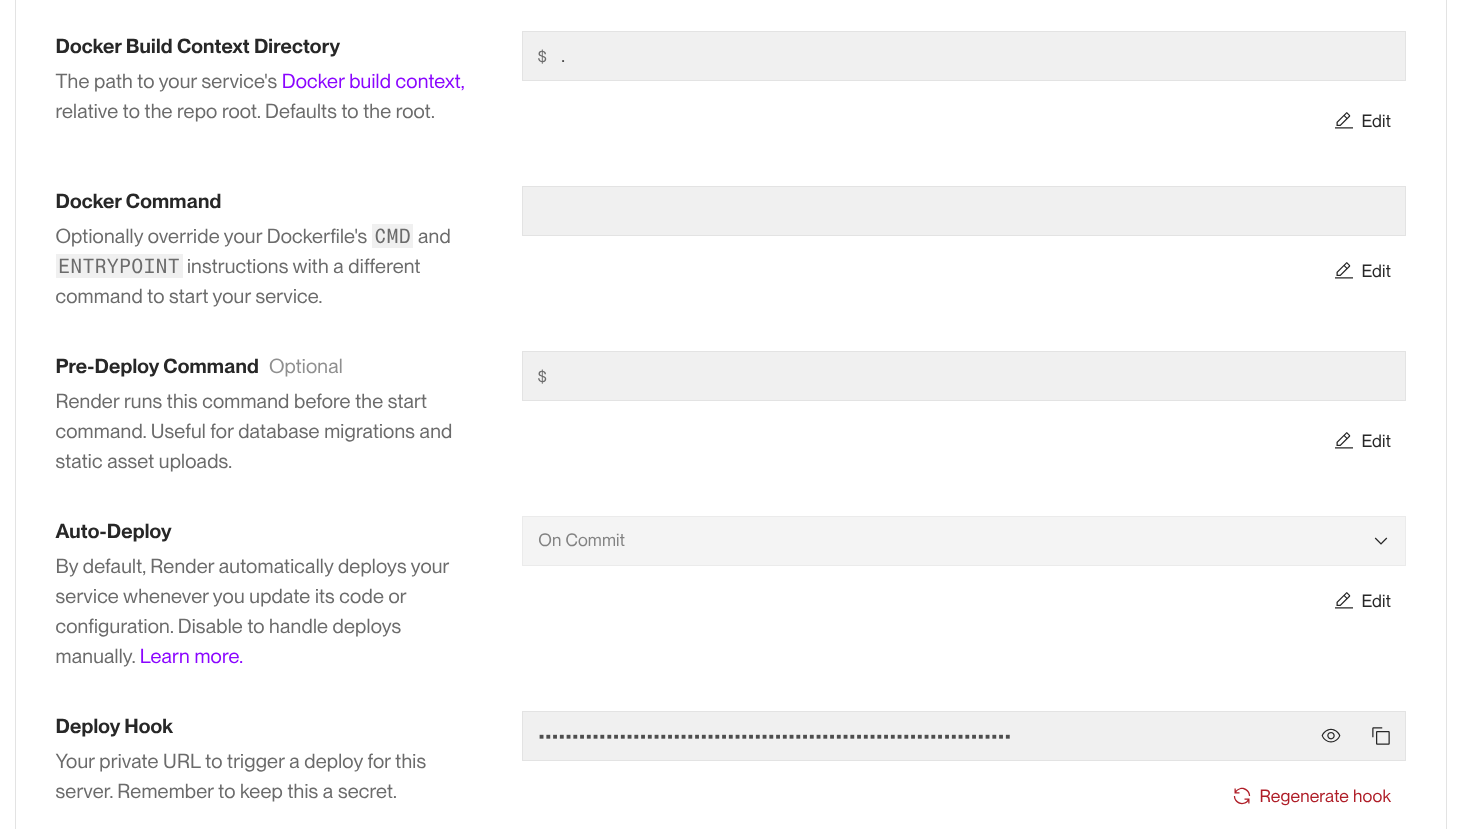 Docker Build Context Directory
The path to your service's Docker build context,
relative to the repo root. Defaults to the root.
$ .
Edit
Docker Command
Optionally override your Dockerfile's CMD and
ENTRYPOINT instructions with a different
command to start your service.
Edit
Pre-Deploy Command Optional
Render runs this command before the start
command. Useful for database migrations and
static asset uploads.
$
Edit
Auto-Deploy
By default, Render automatically deploys your
service whenever you update its code or
configuration. Disable to handle deploys
manually. Learn more.
On Commit
Edit
Deploy Hook
Your private URL to trigger a deploy for this
server. Remember to keep this a secret.
Regenerate hook